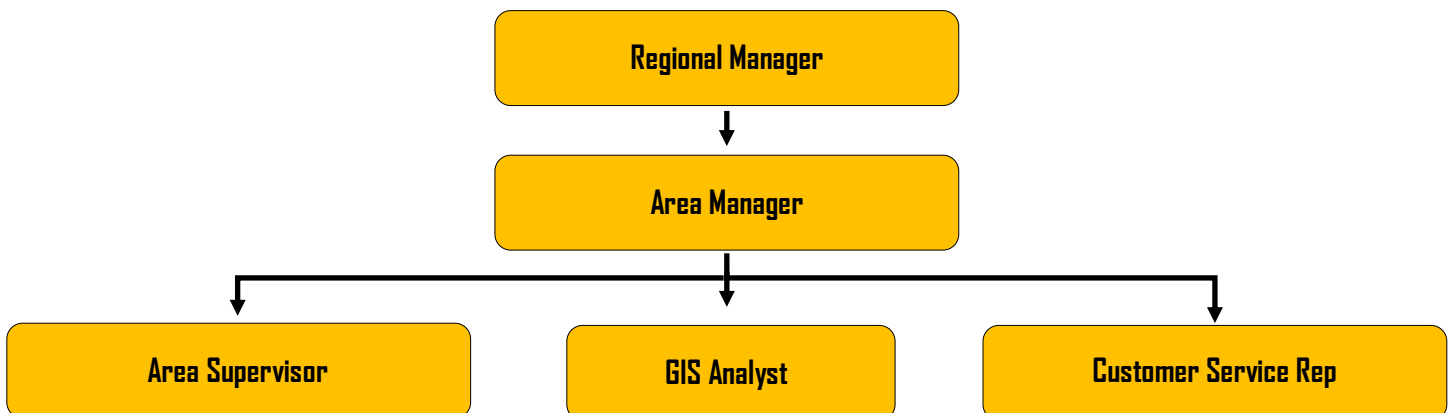 Regional Manager
Area Manager
Area Supervisor
GIS Analyst
Customer Service Rep